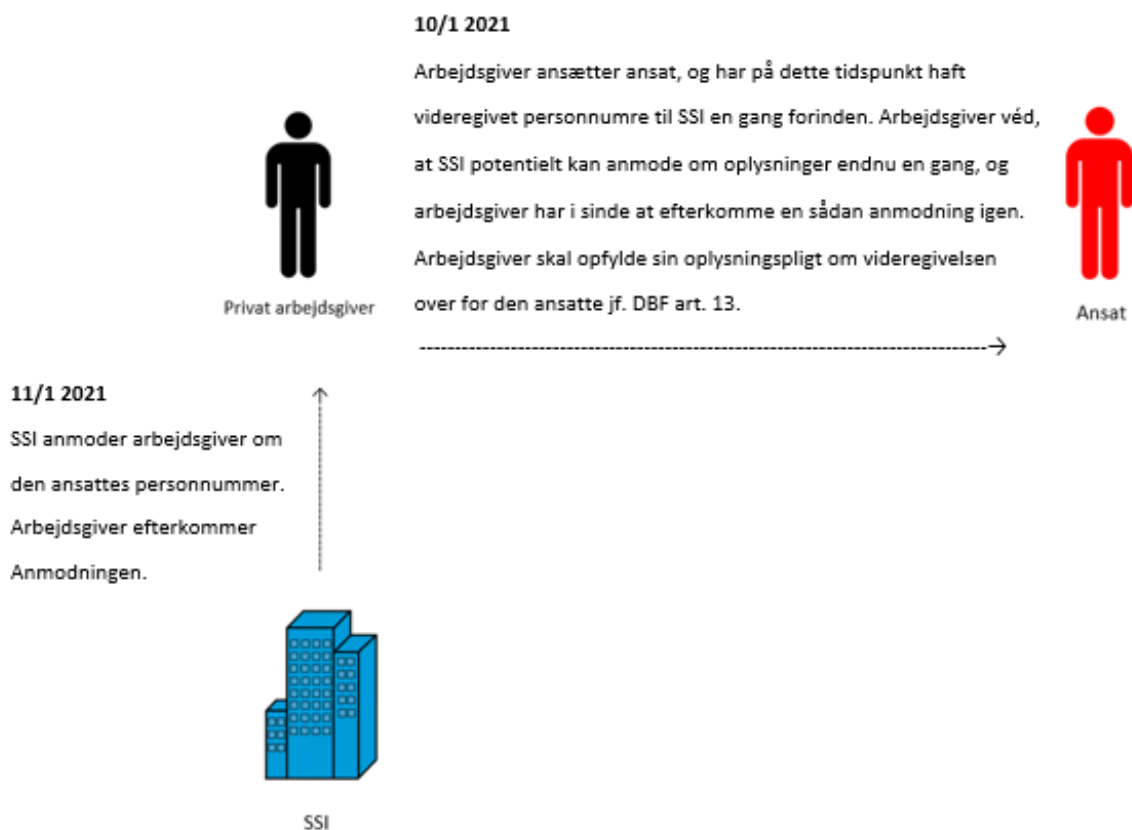 10/1 2021
Arbejdsgiver ansætter ansat, og har på dette tidspunkt haft
videregivet personnumre til SSI en gang forinden. Arbejdsgiver véd,
at SSI potentielt kan anmode om oplysninger endnu en gang, og
arbejdsgiver har i sinde at efterkomme en sådan anmodning igen.
Arbejdsgiver skal opfylde sin oplysningspligt om videregivelsen
over for den ansatte jf. DBF art. 13.
Privat arbejdsgiver
Ansat
11/1 2021
SSI anmoder arbejdsgiver om
den ansattes personnummer.
Arbejdsgiver efterkommer
Anmodningen.
SSI